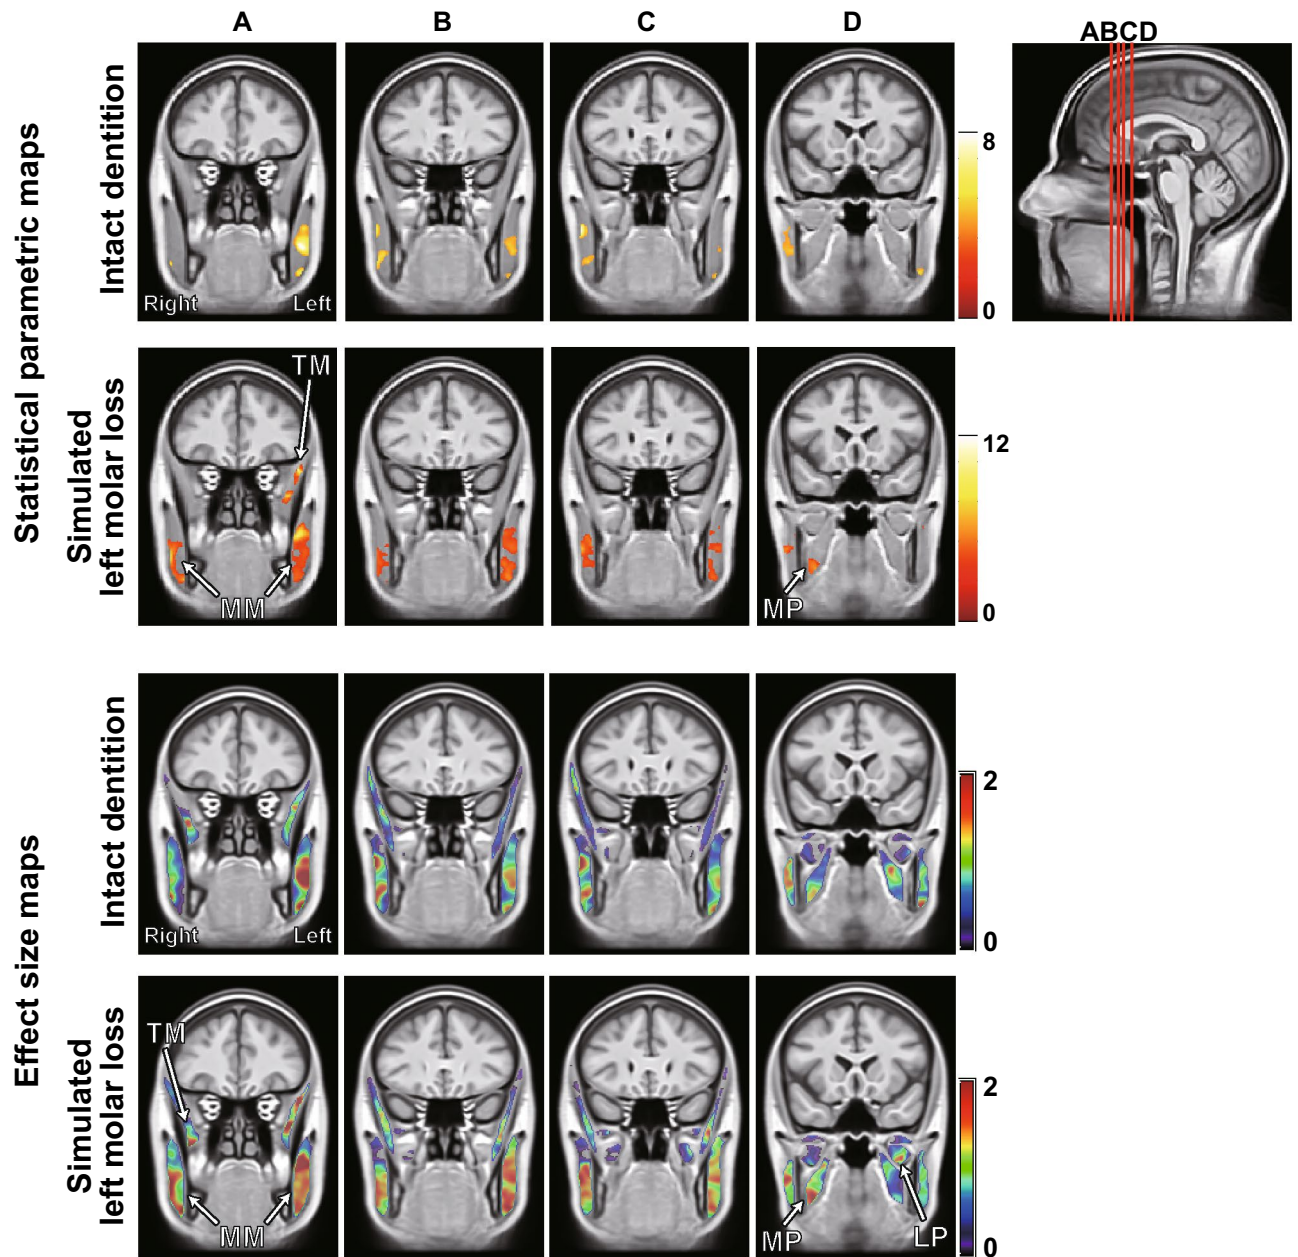 A B C D
ABCD
Statistical parametric maps
Intact dentition
Right Left
8
0
Simulated
left molar loss
TM
MM
MP
12
0
Effect size maps
Intact dentition
Right Left
2
0
Simulated
left molar loss
TM
MM
MP
LP
2
0